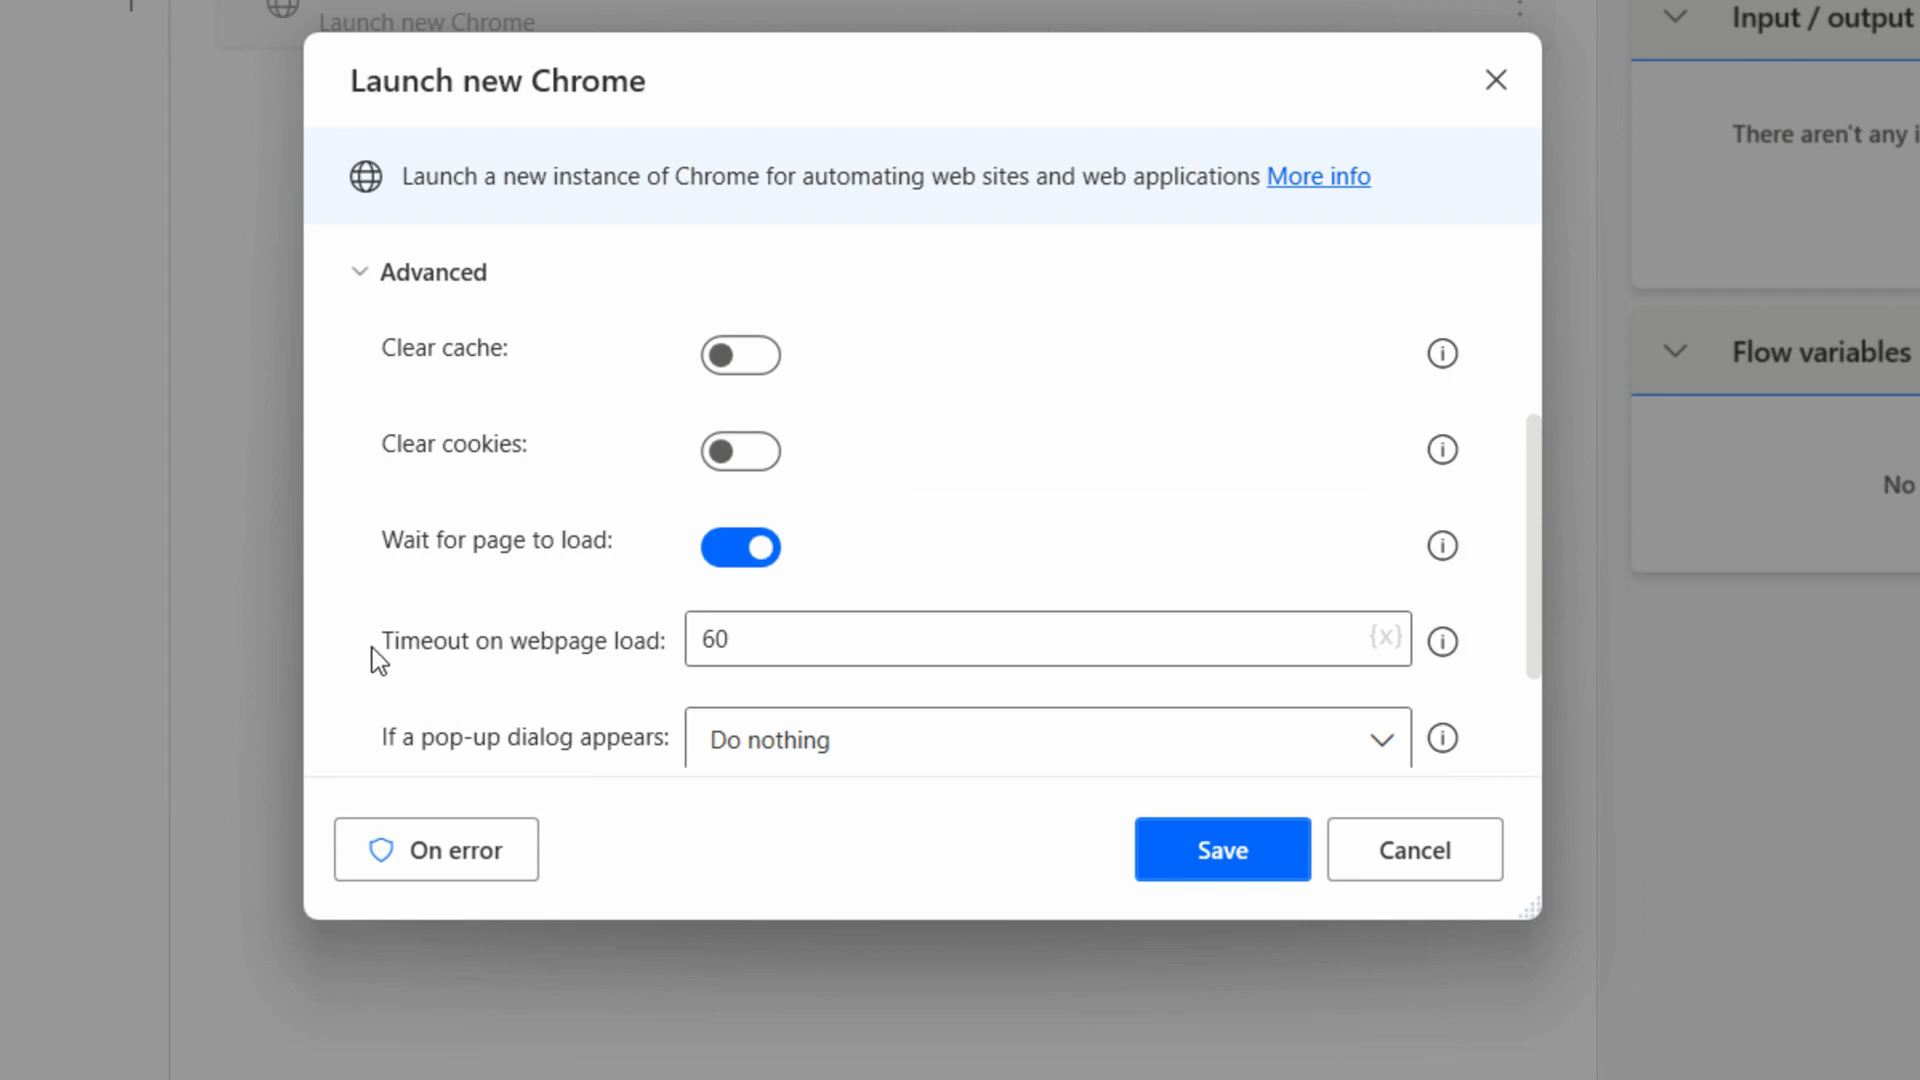 Launch new Chrome
Input / output
Launch new Chrome
There aren't any i
Launch a new instance of Chrome for automating web sites and web applications More info
Advanced
Clear cache:
Flow variables
Clear cookies:
No
Wait for page to load:
Timeout on webpage load: 60 {x}
If a pop-up dialog appears: Do nothing
On error Save Cancel